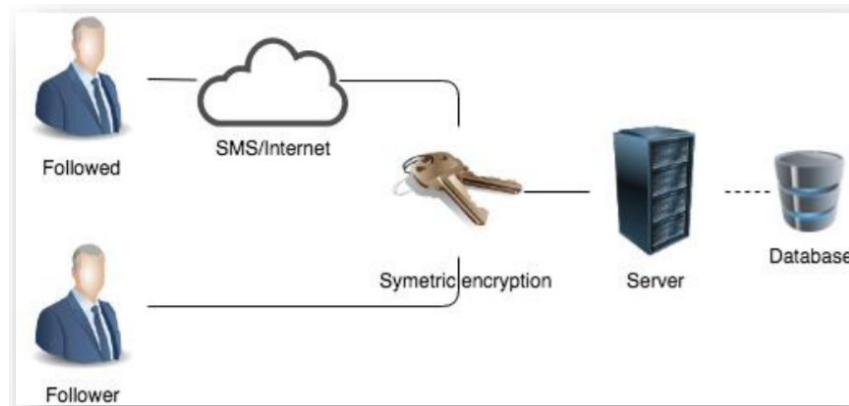 SMS/Internet
Followed
Symetric encryption
Server
Database
Follower